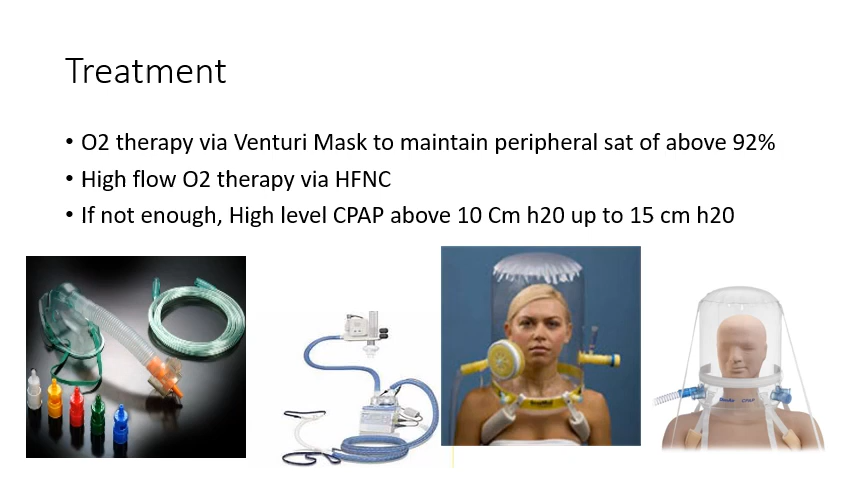 Treatment
• O2 therapy via Venturi Mask to maintain peripheral sat of above 92%
• High flow O2 therapy via HFNC
• If not enough, High level CPAP above 10 Cm h20 up to 15 cm h20
CPAP